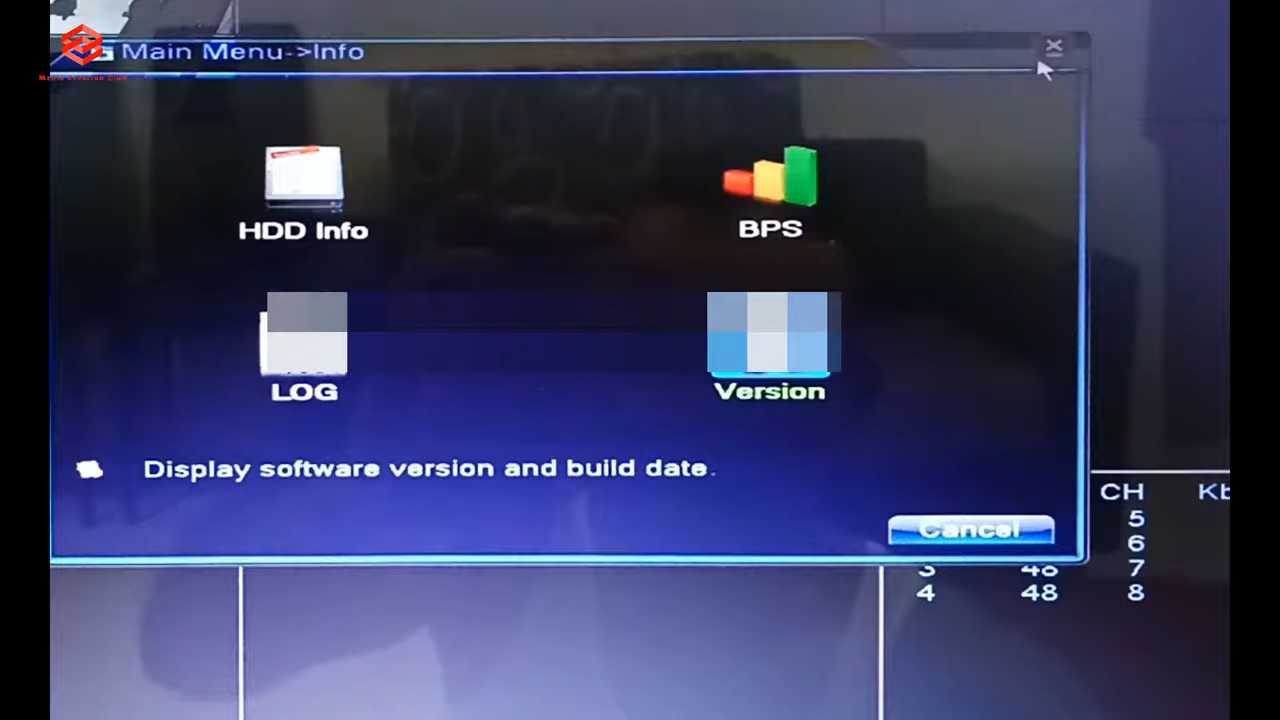 Main Menu->Info
HDD Info
BPS
LOG
Version
Display software version and build date.
Cancel
CH
5
6
48
7
4
48
8